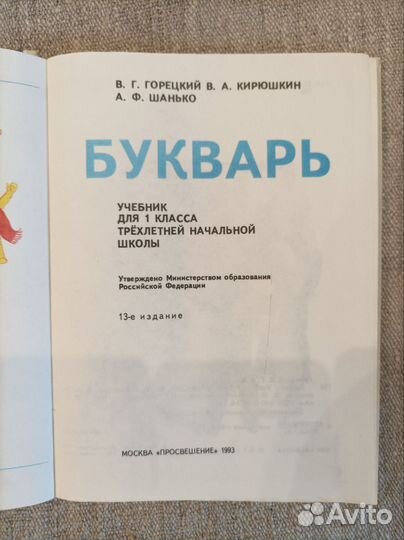 В. Г. ГОРЕЦКИЙ В. А. КИРЮШКИН
А. Ф. ШАНЬКО
БУКВАРЬ
УЧЕБНИК
ДЛЯ 1 КЛАССА
ТРЁХЛЕТНЕЙ НАЧАЛЬНОЙ
ШКОЛЫ
Утверждено Министерством образования
Российской Федерации
13-е издание
МОСКВА «ПРОСВЕЩЕНИЕ» 1993
Avito